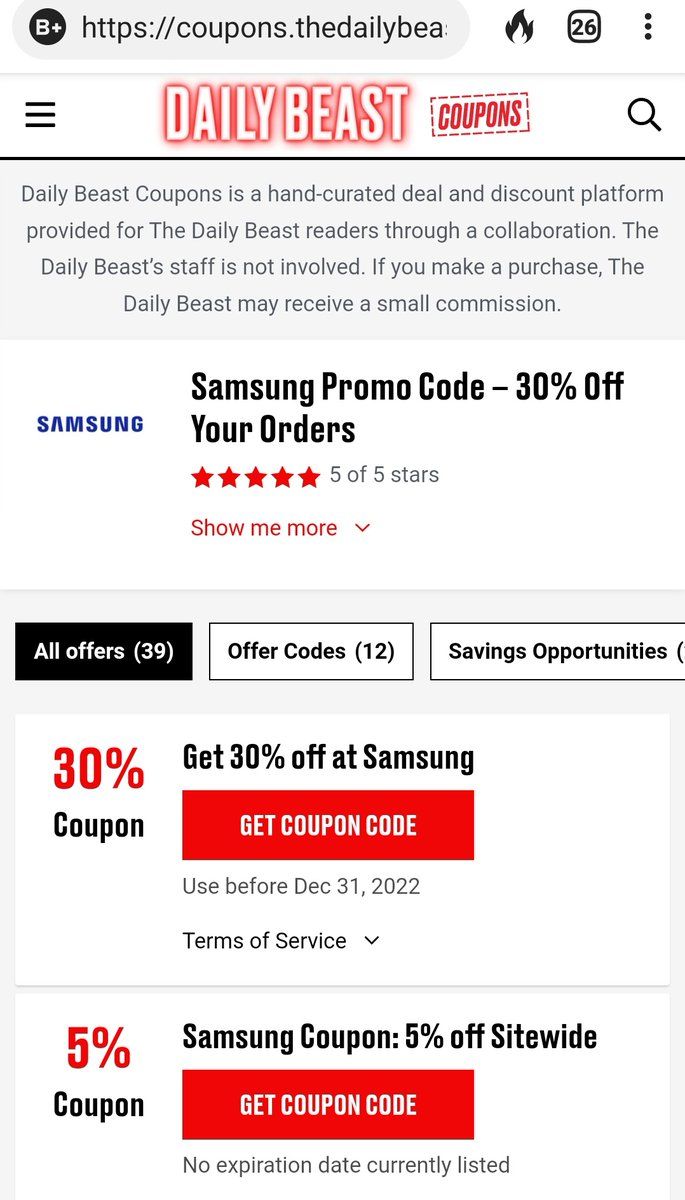 B+ https://coupons.thedailybea 26
DAILY BEAST COUPONS
Daily Beast Coupons is a hand-curated deal and discount platform
provided for The Daily Beast readers through a collaboration. The
Daily Beast’s staff is not involved. If you make a purchase, The
Daily Beast may receive a small commission.
SAMSUNG
Samsung Promo Code – 30% Off
Your Orders
5 of 5 stars
Show me more
All offers (39) Offer Codes (12) Savings Opportunities (
30%
Coupon
Get 30% off at Samsung
GET COUPON CODE
Use before Dec 31, 2022
Terms of Service
5%
Coupon
Samsung Coupon: 5% off Sitewide
GET COUPON CODE
No expiration date currently listed